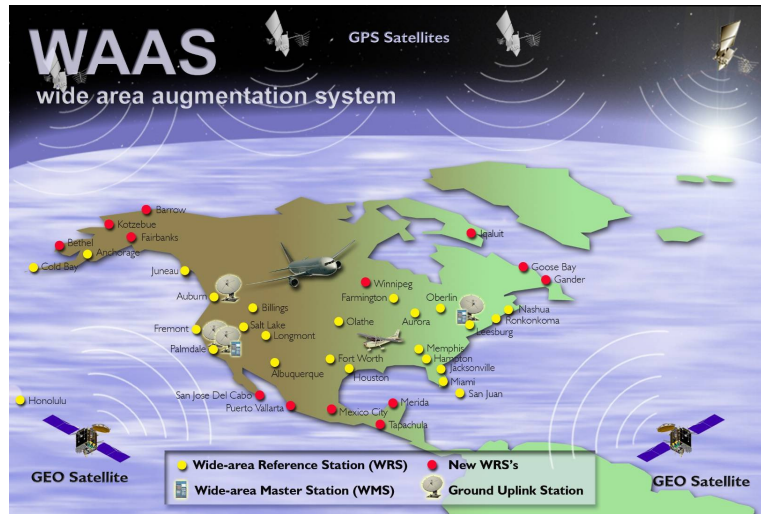 WAAS
GPS Satellites
wide area augmentation system
Barrow
Kotzebue
Fairbanks
Bethel
Anchorage
Cold Bay
Juneau
Iqaluit
Goose Bay
Gander
Winnipeg
Auburn
Farmington
Oberlin
Billings
Nashua
Aurora
Ronkonkoma
Olathe
Fremont
Salt Lake
Leesburg
Longmont
Palmdale
Memphis
Fort Worth
Hampton
Albuquerque
Jacksonville
Houston
Miami
San Jose Del Cabo
San Juan
Honolulu
Puerto Vallarta
Merida
Mexico City
Tapachula
GEO Satellite
Wide-area Reference Station (WRS)
New WRS's
Wide-area Master Station (WMS)
Ground Uplink Station
GEO Satellite